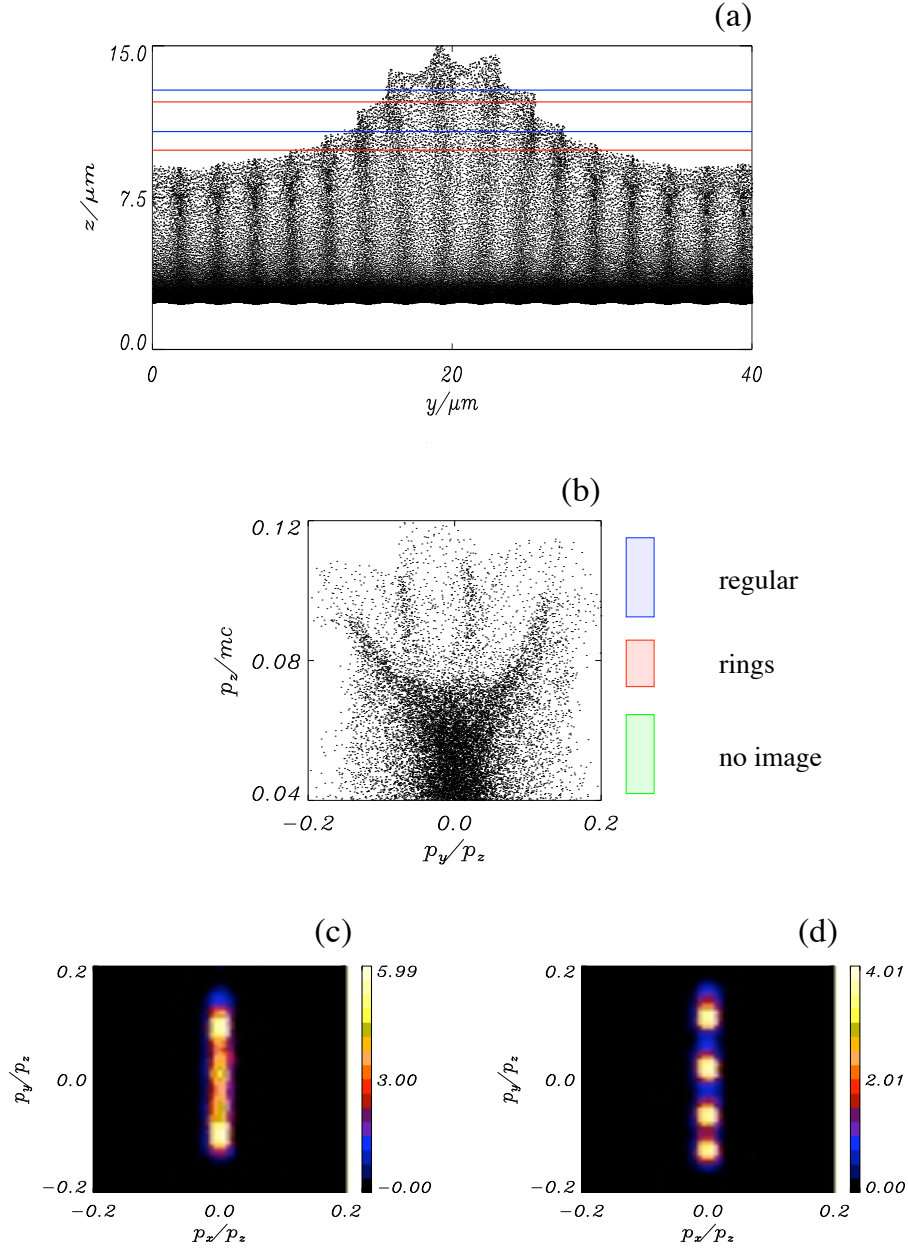 (a)
15.0
7.5
0.0
z/μm
0
20
40
y/μm
(b)
0.12
0.08
0.04
p_z/mc
−0.2
0.0
0.2
p_y/p_z
regular
rings
no image
(c)
0.2
0.0
−0.2
p_y/p_z
−0.2
0.0
0.2
p_x/p_z
5.99
3.00
−0.00
(d)
0.2
0.0
−0.2
p_y/p_z
−0.2
0.0
0.2
p_x/p_z
4.01
2.01
0.00